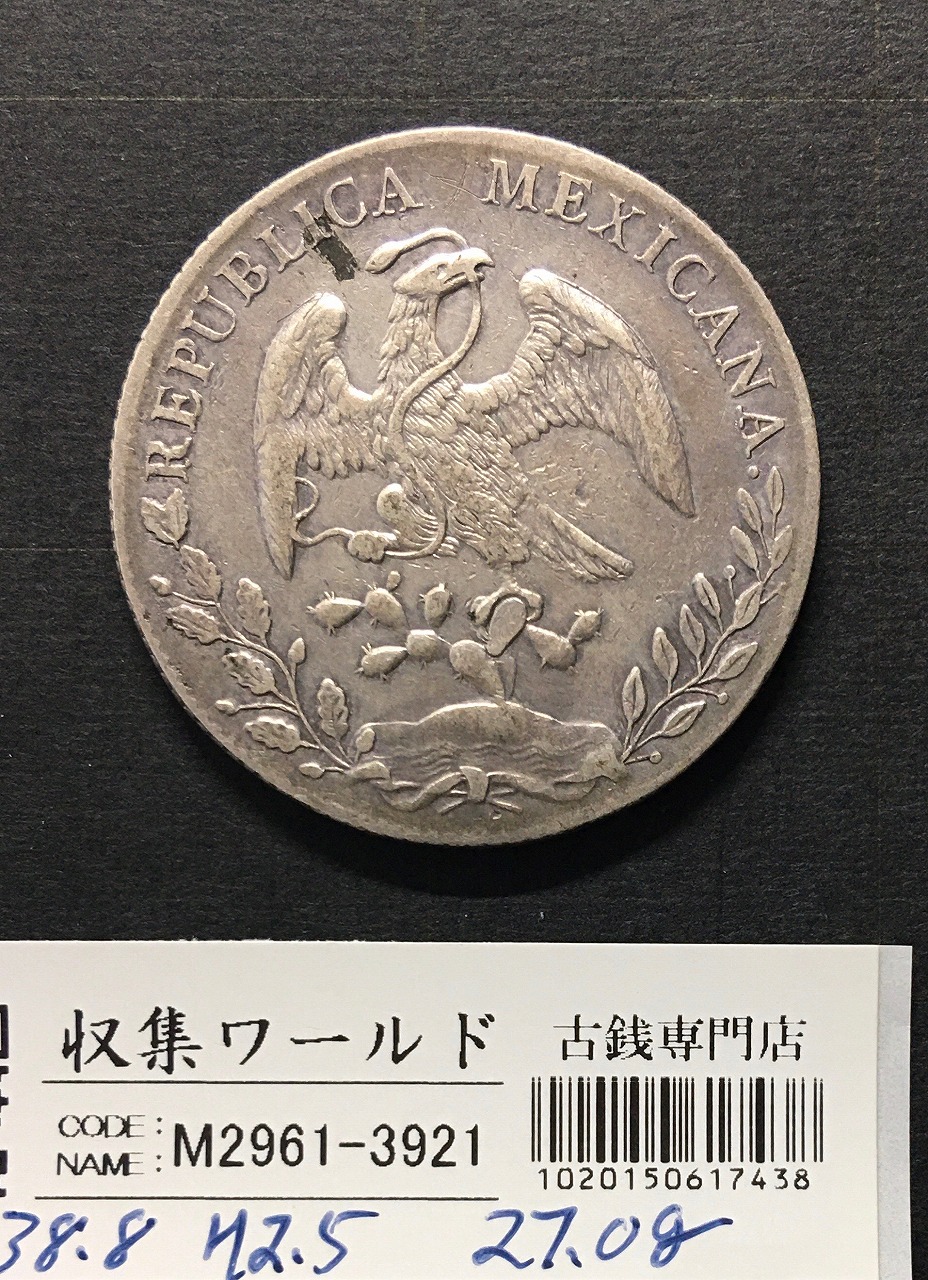 REPUBLICA MEXICANA.
収集ワールド
古銭専門店
CODE:
NAME: M2961-3921
1020150617438
38.8 42.5 27.0g